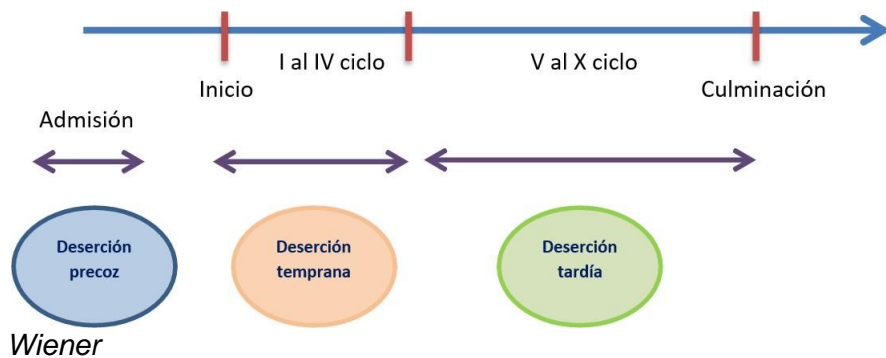 I al IV ciclo
V al X ciclo
Inicio
Culminación
Admisión
Deserción
precoz
Deserción
temprana
Deserción
tardía
Wiener